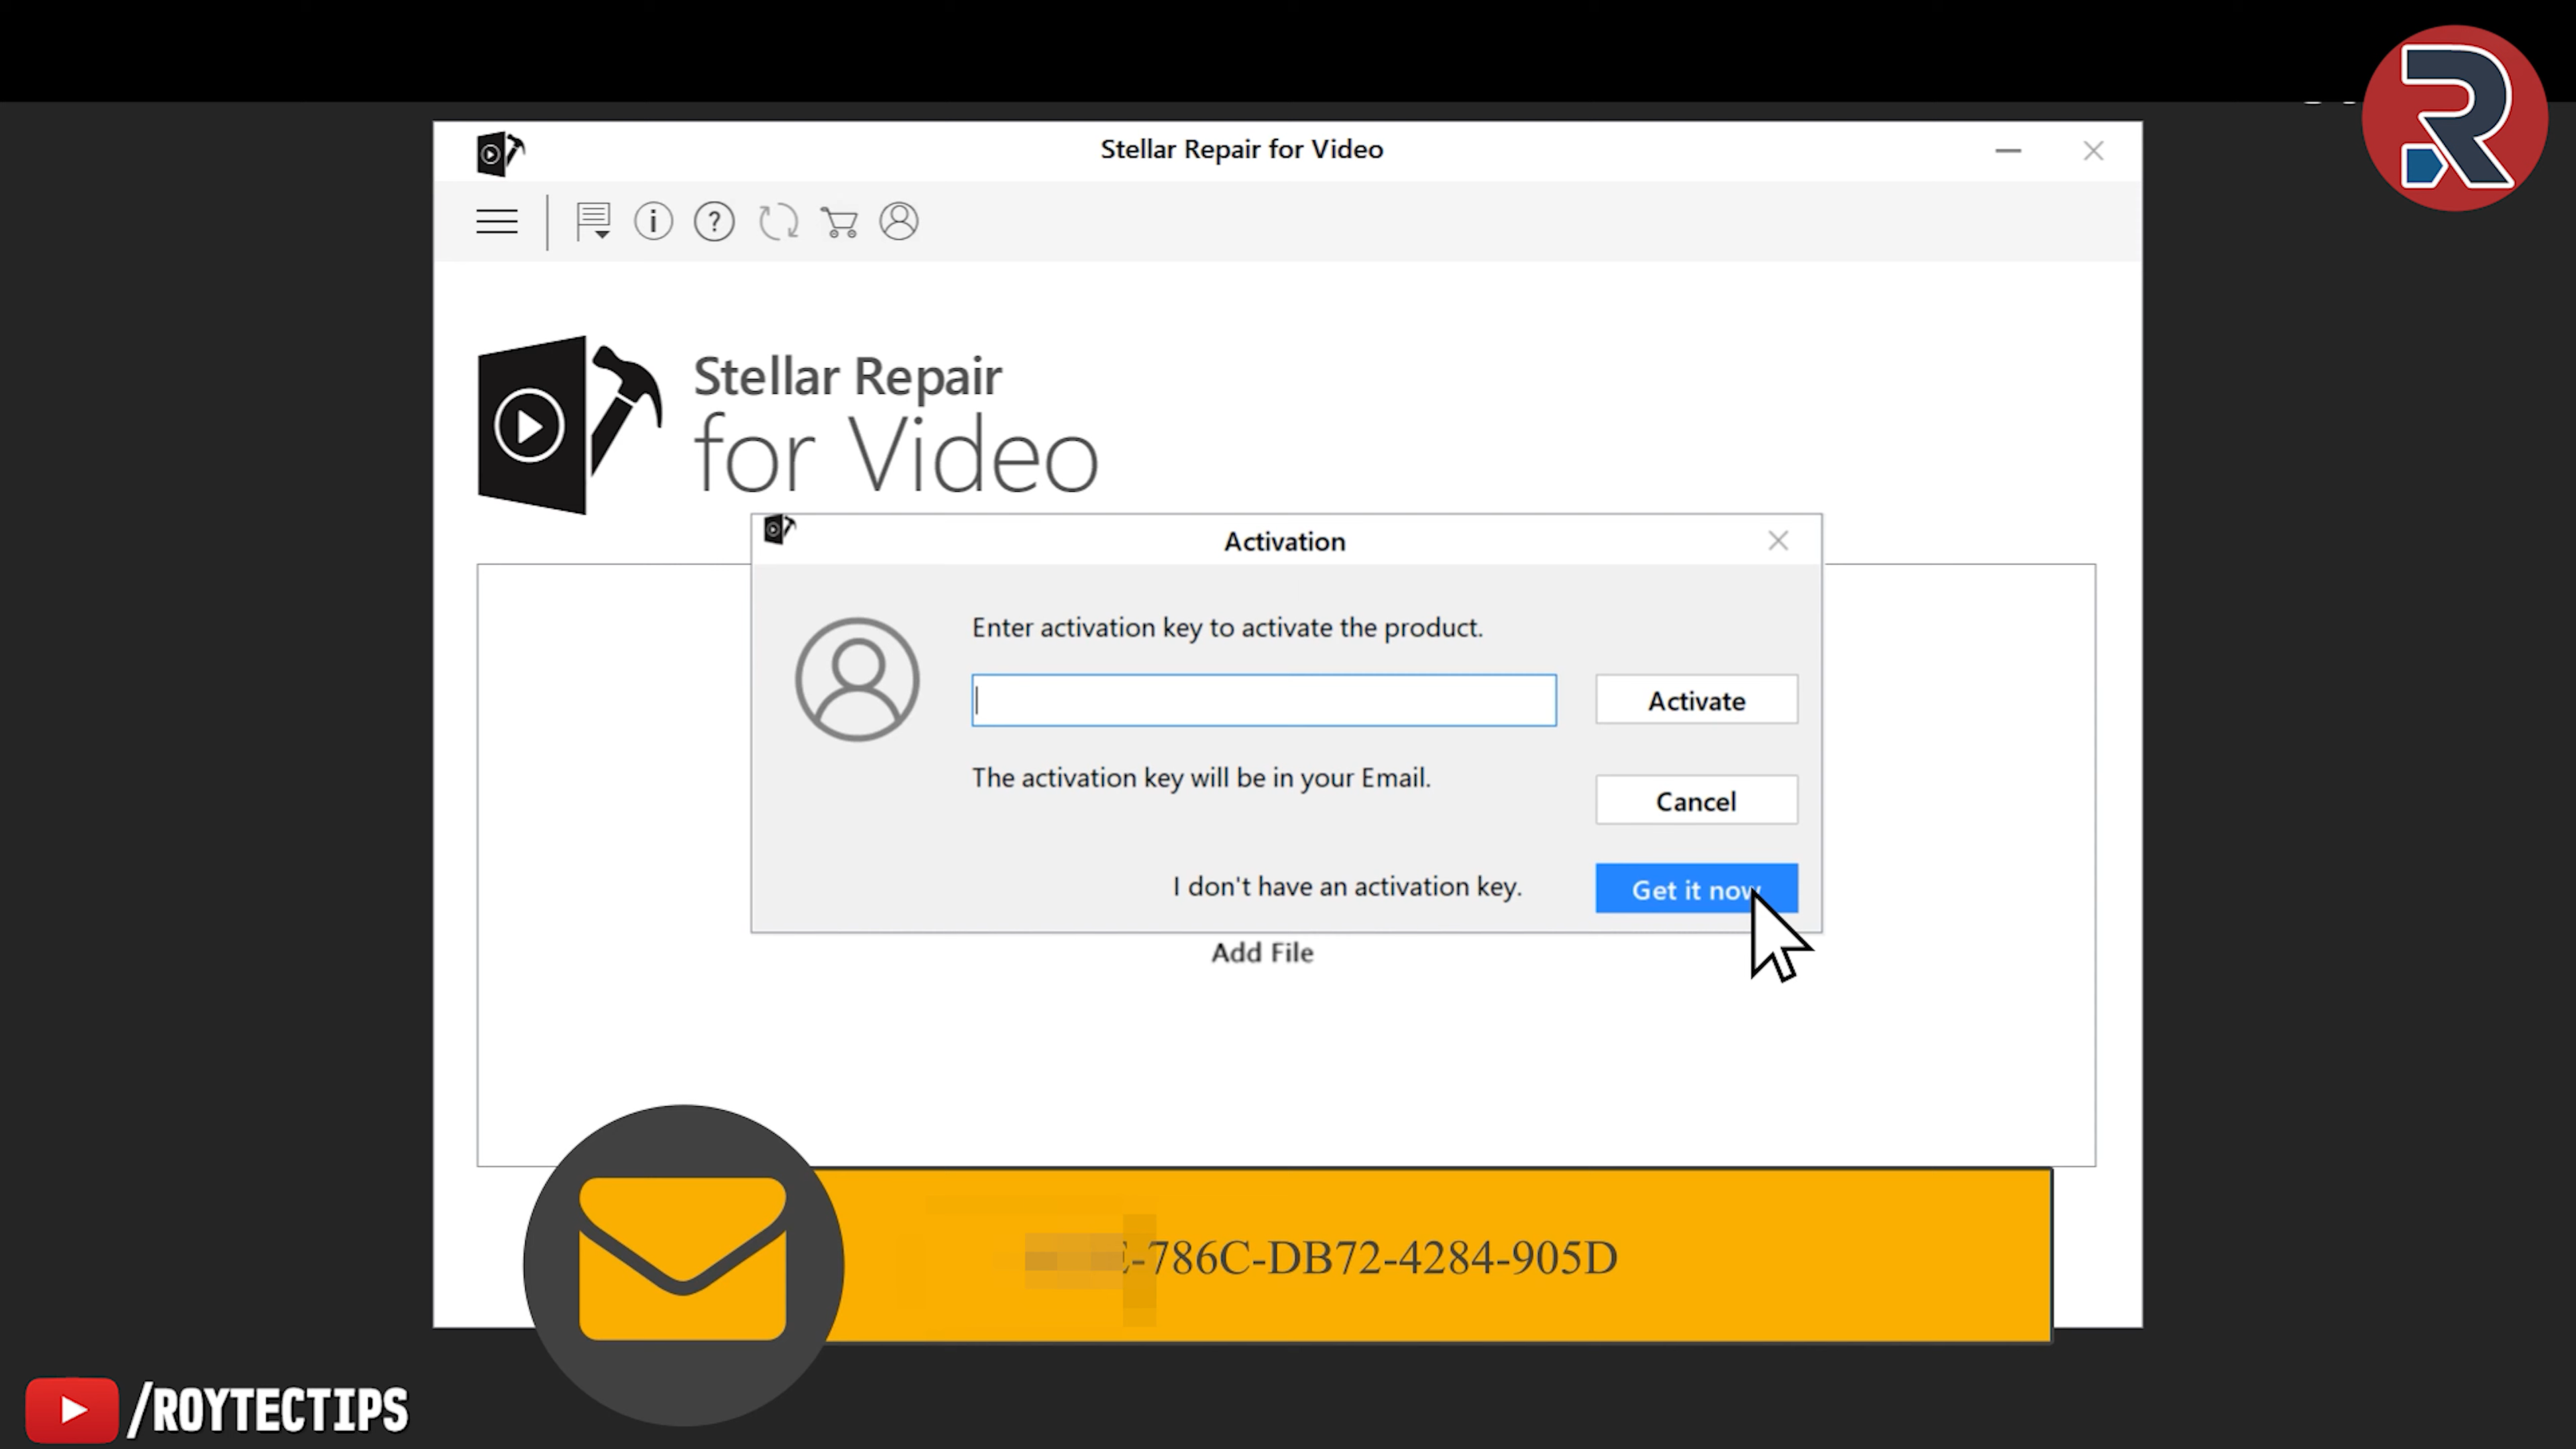 Stellar Repair for Video
Stellar Repair
for Video
Activation
Enter activation key to activate the product.
Activate
The activation key will be in your Email.
Cancel
I don't have an activation key.
Get it now
Add File
-786C-DB72-4284-905D
/ROYTECTIPS